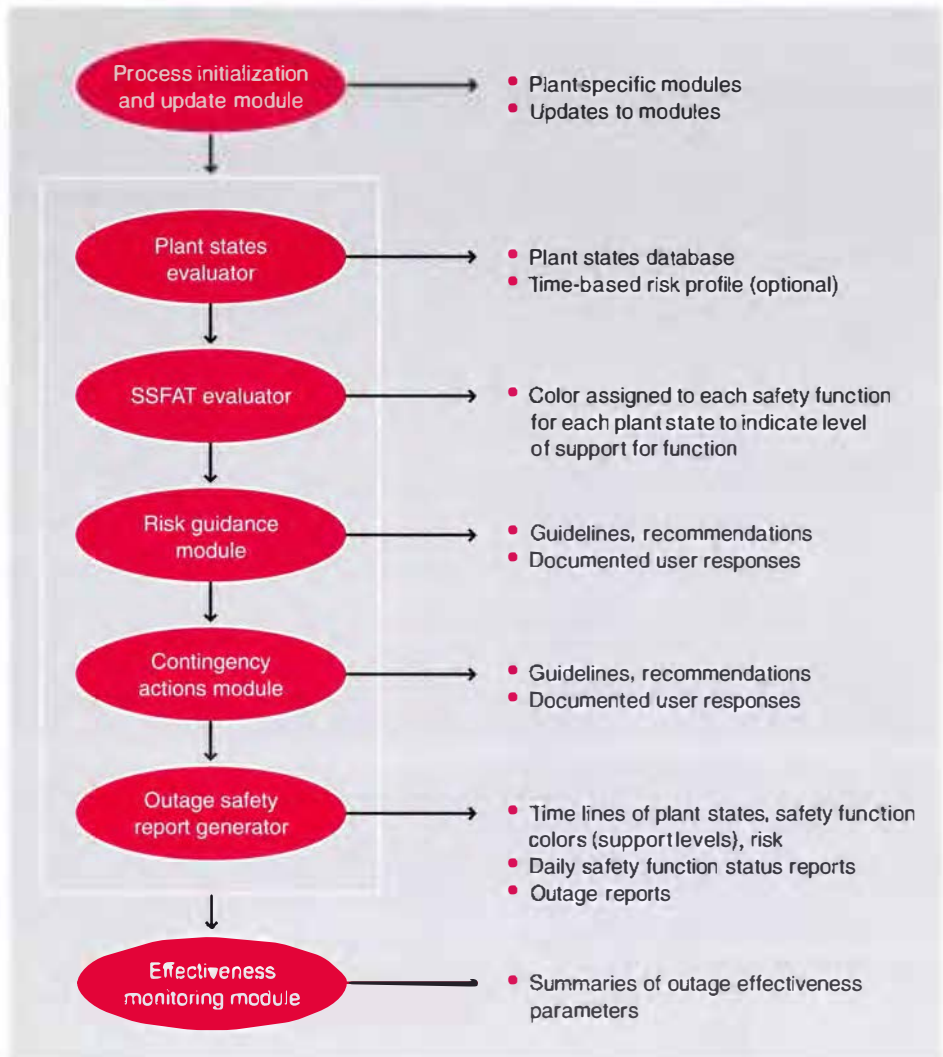 Process initialization
and update module
• Plant-specific modules
• Updates to modules
Plant states
evaluator
• Plant states database
• Time-based risk profile (optional)
SSFAT evaluator
• Color assigned to each safety function
for each plant state to indicate level
of support for function
Risk guidance
module
• Guidelines, recommendations
• Documented user responses
Contingency
actions module
• Guidelines, recommendations
• Documented user responses
Outage safety
report generator
• Time lines of plant states, safety function
colors (support levels), risk
• Daily safety function status reports
• Outage reports
Effectiveness
monitoring module
• Summaries of outage effectiveness
parameters